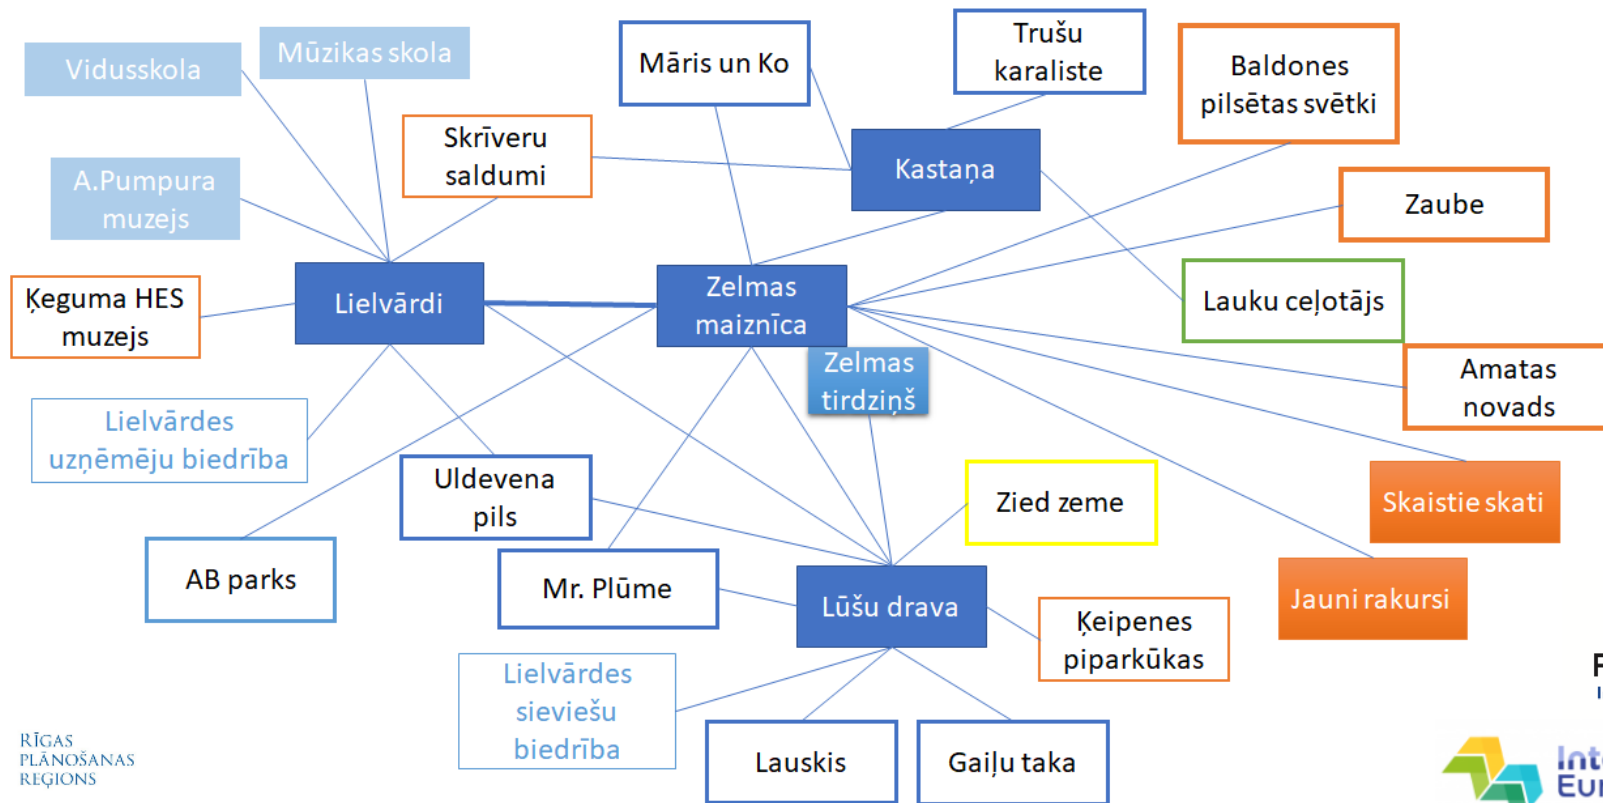 Vidusskola
Mūzikas skola
Māris un Ko
Trušu
karaliste
Baldones
pilsētas svētki
Skrīveru
saldumi
Kastaņa
A.Pumpura
muzejs
Zaube
Ķeguma HES
muzejs
Lielvārdi
Zelmas
maiznīca
Lauku ceļotājs
Zelmas
tirdziņš
Amatas
novads
Lielvārdes
uzņēmēju biedrība
Uldevena
pils
Zied zeme
Skaistie skati
AB parks
Mr. Plūme
Lūšu drava
Jauni rakursi
Ķeipenes
piparkūkas
Lielvārdes
sieviešu
biedrība
Lauskis
Gaiļu taka
RĪGAS
PLĀNOŠANAS
REĢIONS